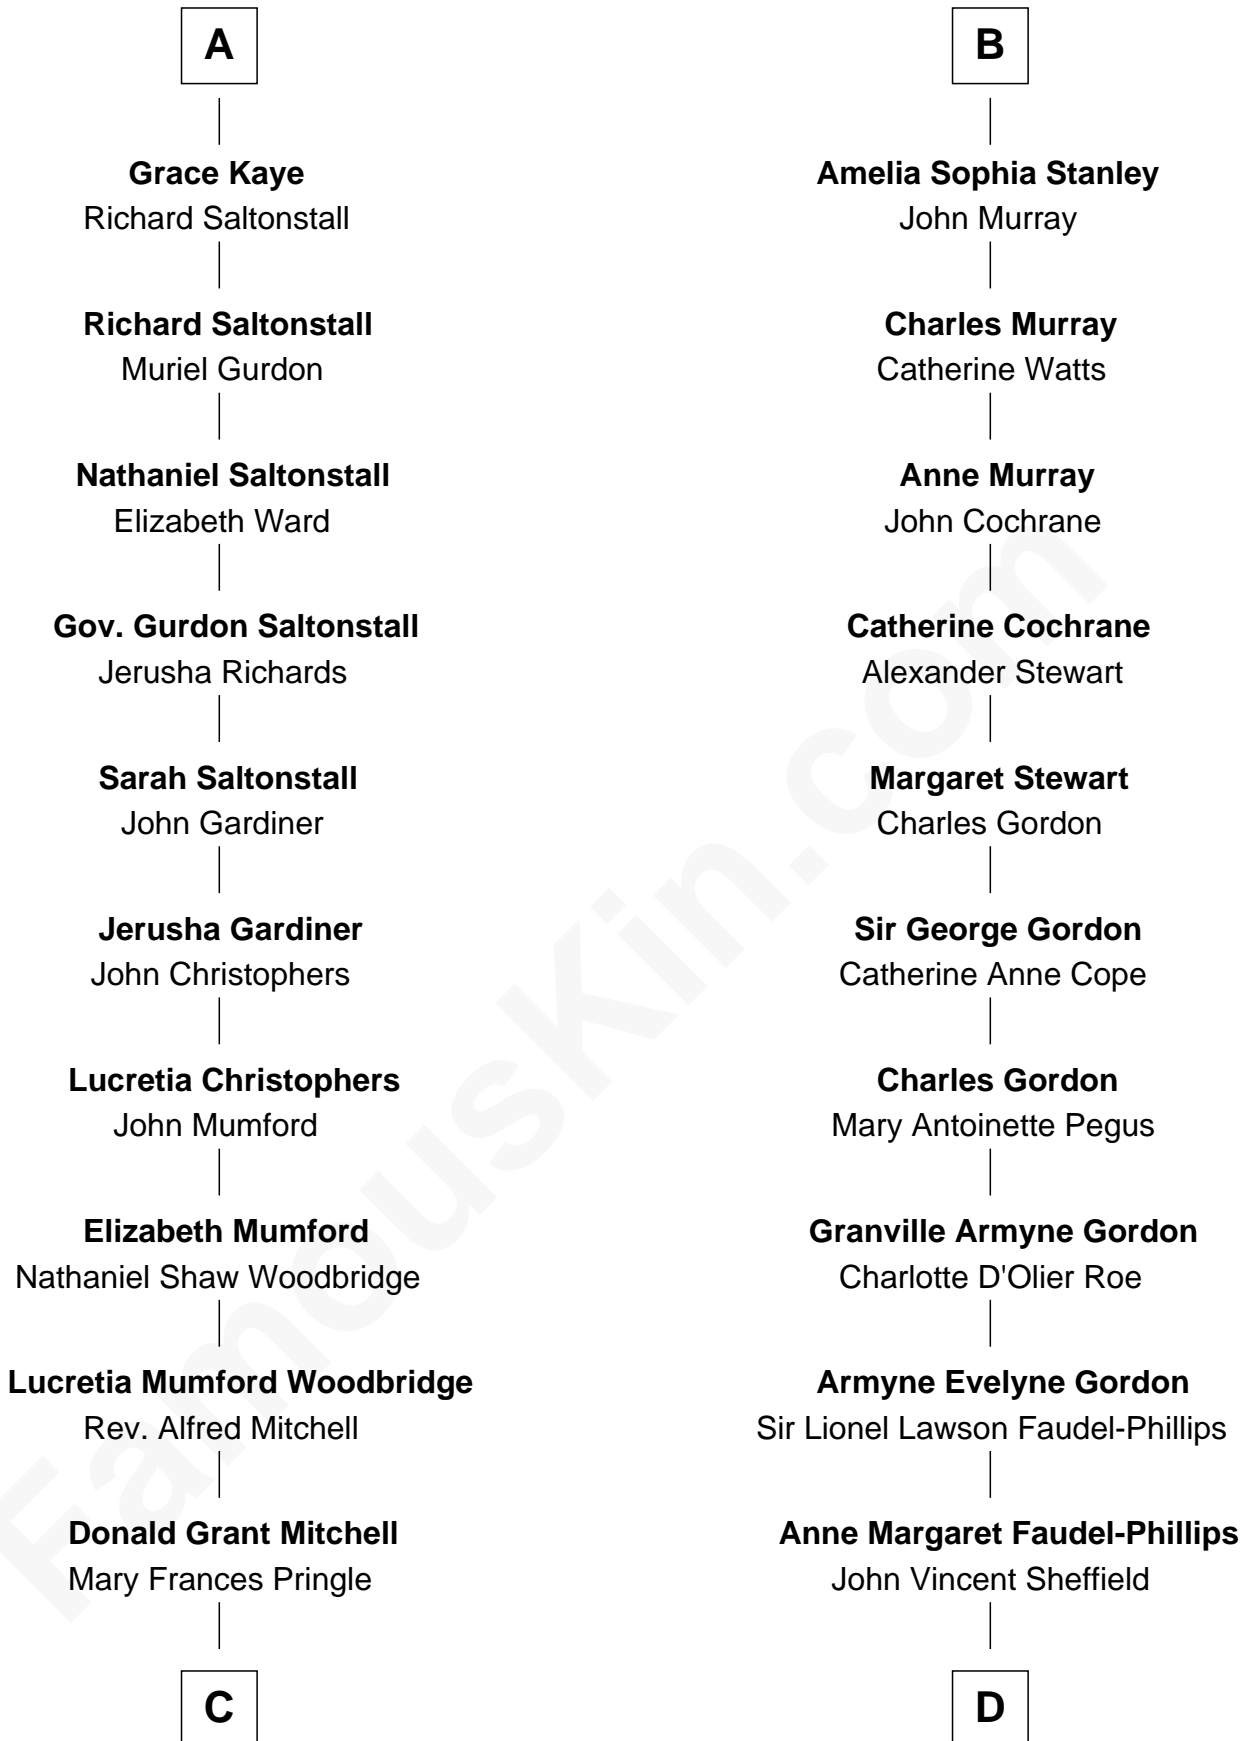 A
Grace Kaye
Richard Saltonstall
Richard Saltonstall
Muriel Gurdon
Nathaniel Saltonstall
Elizabeth Ward
Gov. Gurdon Saltonstall
Jerusha Richards
Sarah Saltonstall
John Gardiner
Jerusha Gardiner
John Christophers
Lucretia Christophers
John Mumford
Elizabeth Mumford
Nathaniel Shaw Woodbridge
Lucretia Mumford Woodbridge
Rev. Alfred Mitchell
Donald Grant Mitchell
Mary Frances Pringle
C
B
Amelia Sophia Stanley
John Murray
Charles Murray
Catherine Watts
Anne Murray
John Cochrane
Catherine Cochrane
Alexander Stewart
Margaret Stewart
Charles Gordon
Sir George Gordon
Catherine Anne Cope
Charles Gordon
Mary Antoinette Pegus
Granville Armyne Gordon
Charlotte D'Olier Roe
Armyne Evelyne Gordon
Sir Lionel Lawson Faudel-Phillips
Anne Margaret Faudel-Phillips
John Vincent Sheffield
D
FamousKin.com